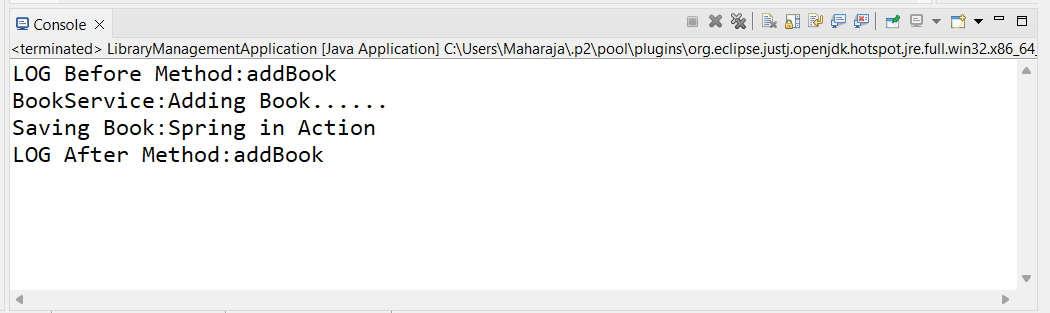 Console
<terminated> LibraryManagementApplication [Java Application] C:\Users\Maharaja\.p2\pool\plugins\org.eclipse.justj.openjdk.hotspot.jre.full.win32.x86_64_
LOG Before Method:addBook
BookService:Adding Book......
Saving Book:Spring in Action
LOG After Method:addBook